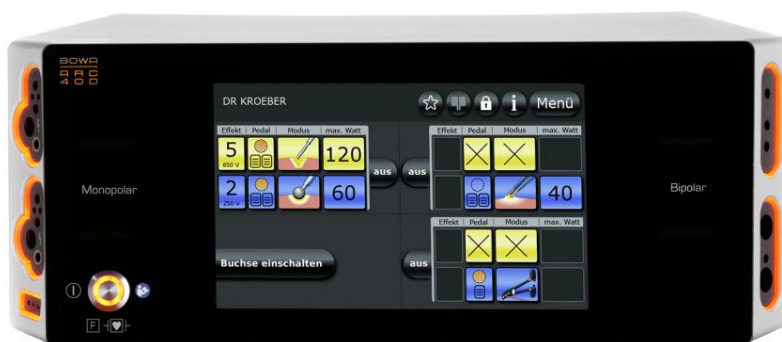 BOWA
ARC
400
DR KROEBER
i
Menü
Effekt Pedal Modus max. Watt
5
650 V
120
aus
2
250 V
60
Effekt Pedal Modus max. Watt
aus
40
Monopolar
Bipolar
Buchse einschalten
Effekt Pedal Modus max. Watt
aus
F